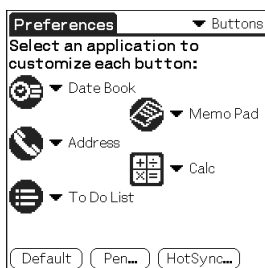 Preferences Buttons
Select an application to
customize each button:
Date Book
Memo Pad
Address
Calc
To Do List
Default Pen... HotSync...